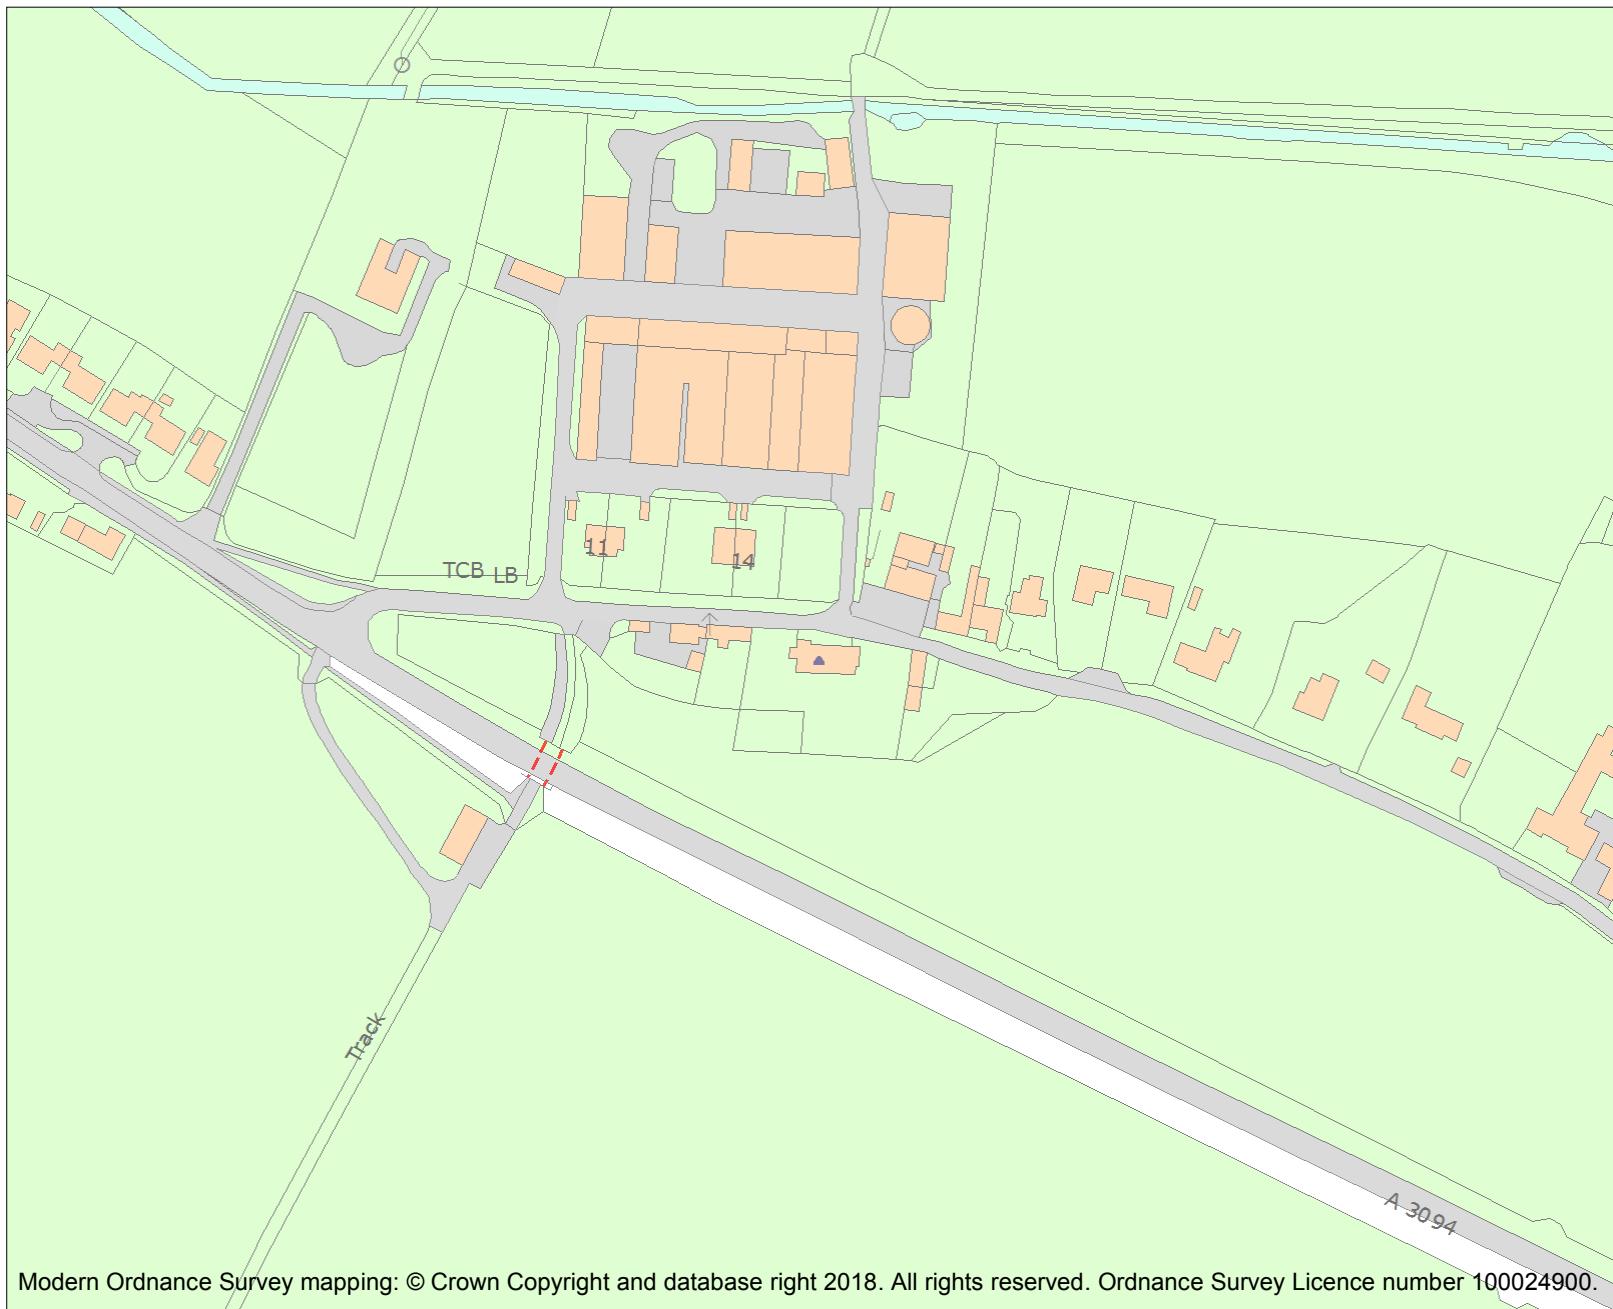 11
14
TCB LB
Track
A 3094
Modern Ordnance Survey mapping: © Crown Copyright and database right 2018. All rights reserved. Ordnance Survey Licence number 100024900.